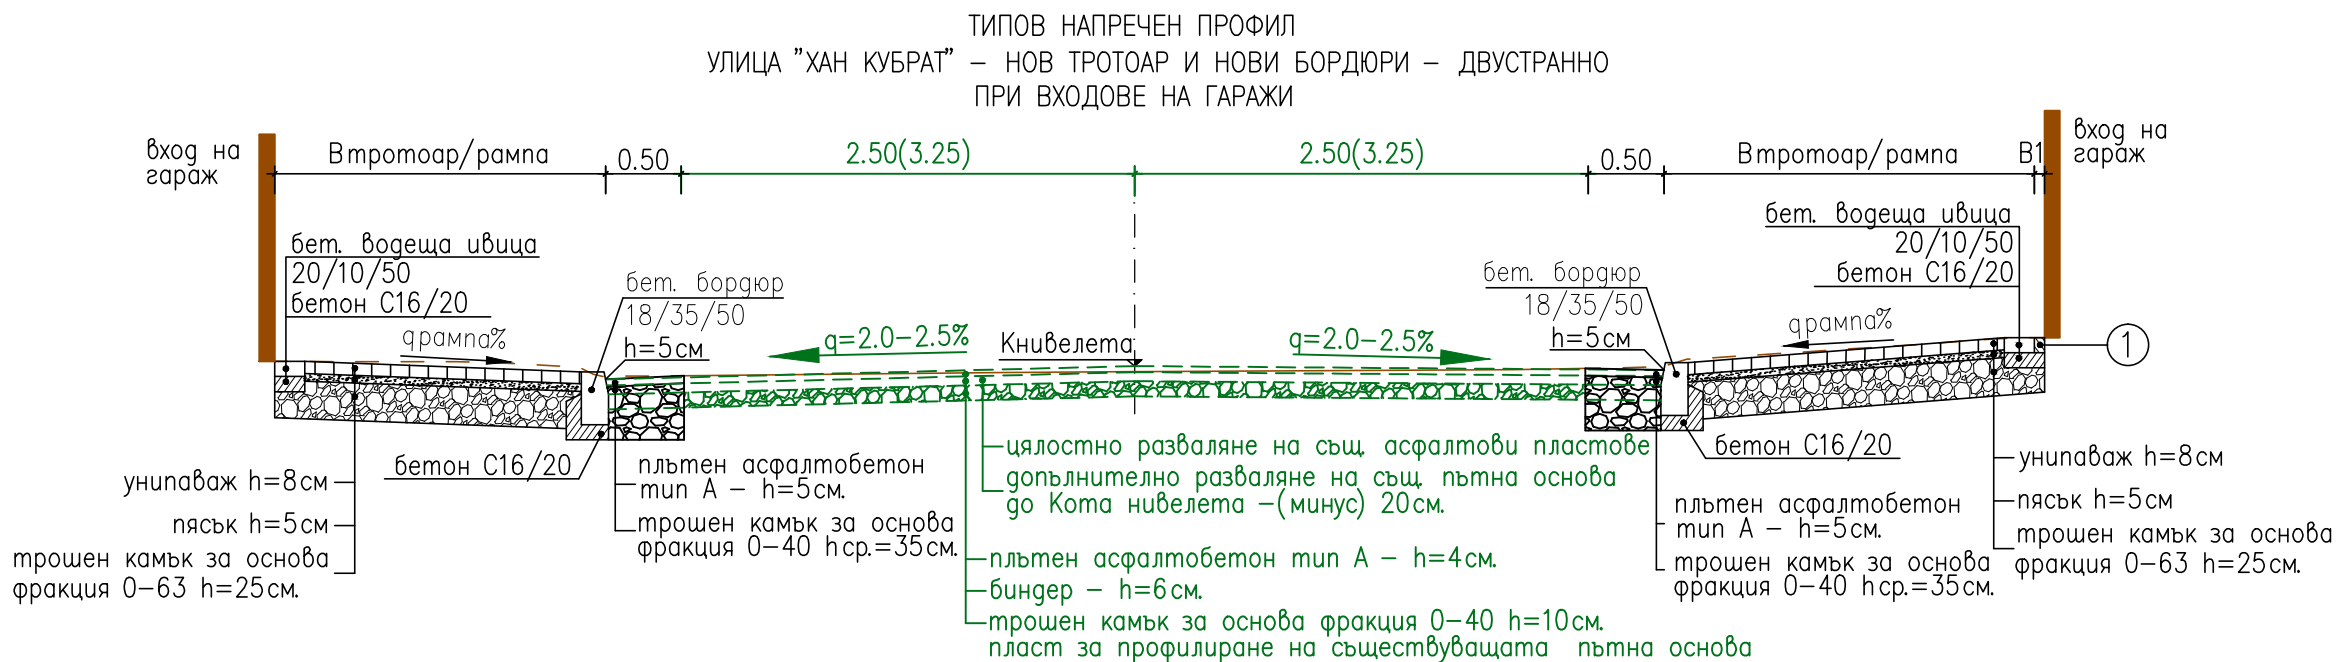 ТИПОВ НАПРЕЧЕН ПРОФИЛ
УЛИЦА "ХАН КУБРАТ" – НОВ ТРОТОАР И НОВИ БОРДЮРИ – ДВУСТРАННО
ПРИ ВХОДОВЕ НА ГАРАЖИ
вход на
гараж
Втротоар/рампа
0.50
2.50(3.25)
2.50(3.25)
0.50
Втротоар/рампа
B1
вход на
гараж
бет. водеща ивица
20/10/50
бетон C16/20
qрампа%
бет. бордюр
18/35/50
h=5см
q=2.0–2.5%
Книвелета
q=2.0–2.5%
бет. бордюр
18/35/50
h=5см
бет. водеща ивица
20/10/50
бетон C16/20
qрампа%
1
унипаваж h=8см
пясък h=5см
трошен камък за основа
фракция 0–63 h=25см.
бетон C16/20
плътен асфалтобетон
тип А – h=5см.
трошен камък за основа
фракция 0–40 hср.=35см.
цялостно разваляне на същ. асфалтови пластове
допълнително разваляне на същ. пътна основа
до Кота нивелета –(минус) 20см.
плътен асфалтобетон тип А – h=4см.
биндер – h=6см.
трошен камък за основа фракция 0–40 h=10см.
пласт за профилиране на съществуващата пътна основа
бетон C16/20
плътен асфалтобетон
тип А – h=5см.
трошен камък за основа
фракция 0–40 hср.=35см.
унипаваж h=8см
пясък h=5см
трошен камък за основа
фракция 0–63 h=25см.